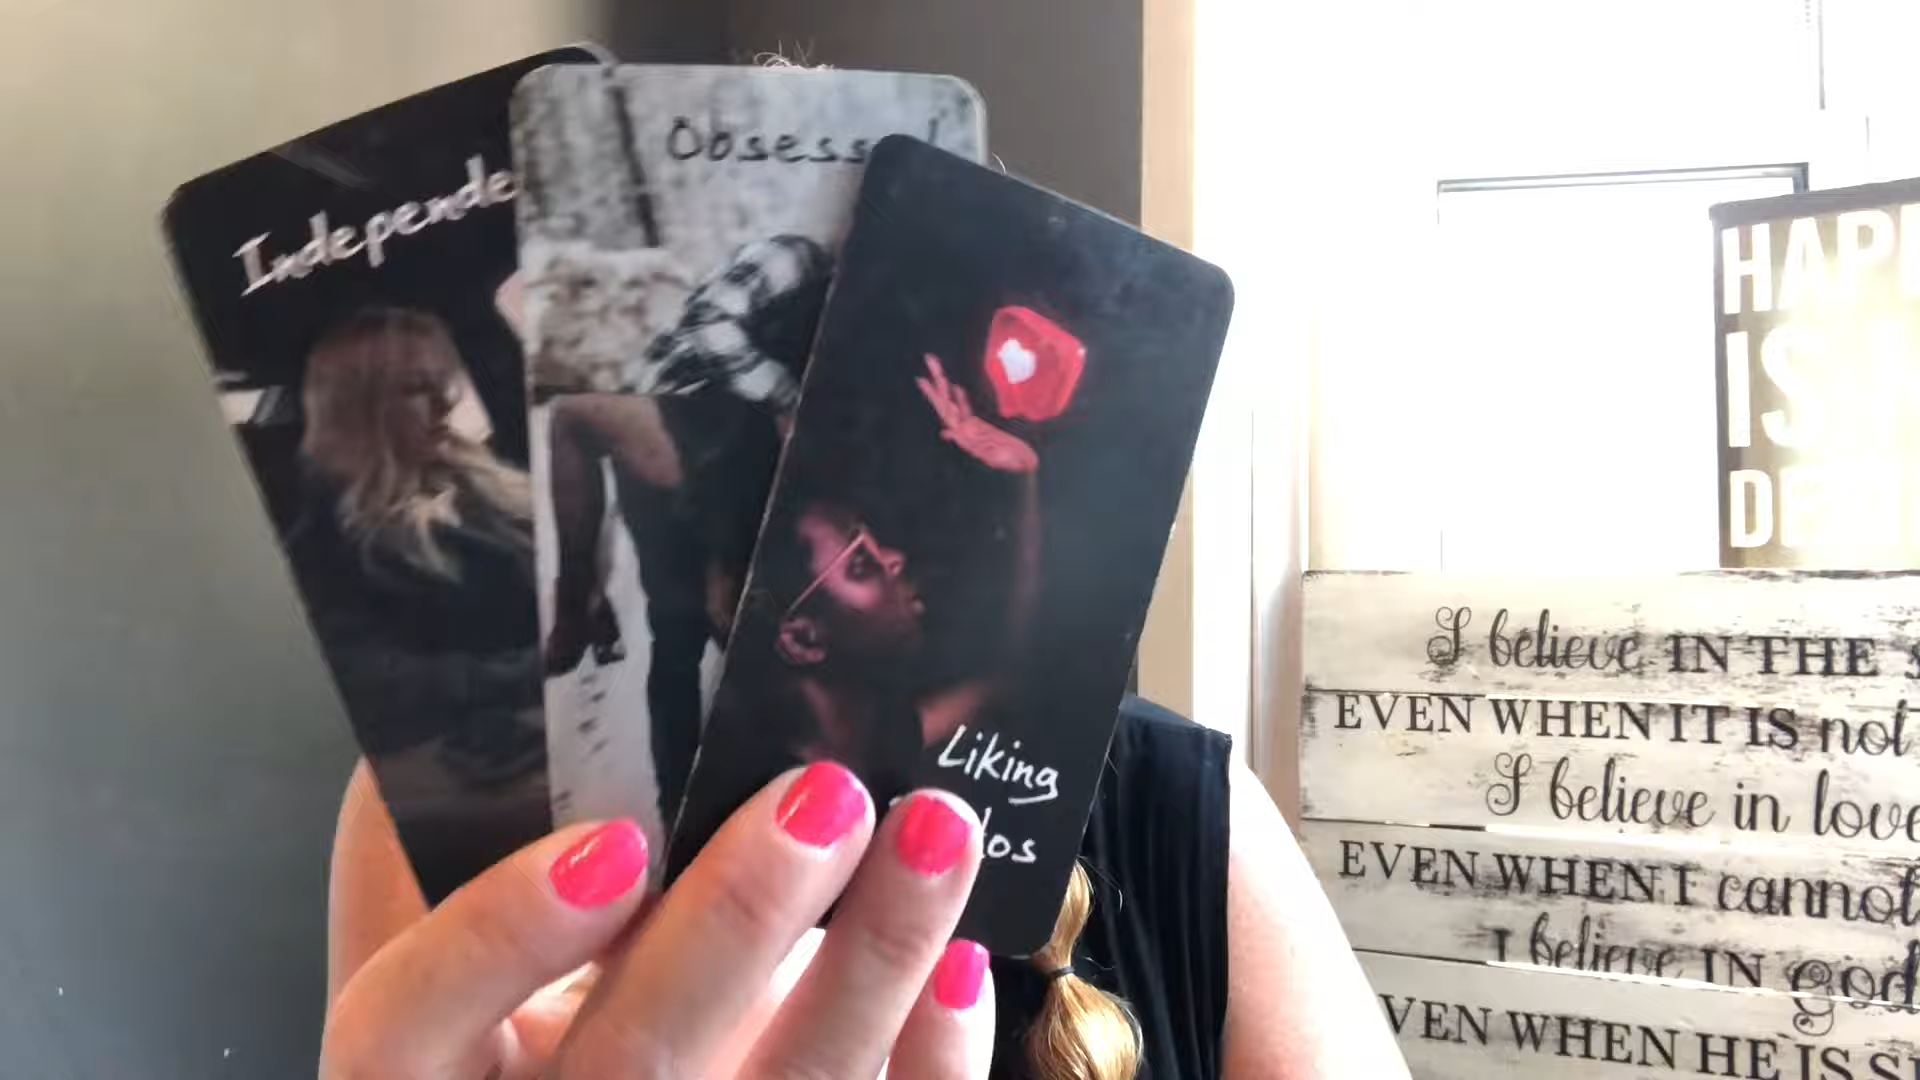 Independe
Obsess
Liking
los
HAP
IS
I believe IN THE
EVEN WHEN IT IS not
I believe in love
EVEN WHEN I cannot
I believe IN God
EVEN WHEN HE IS